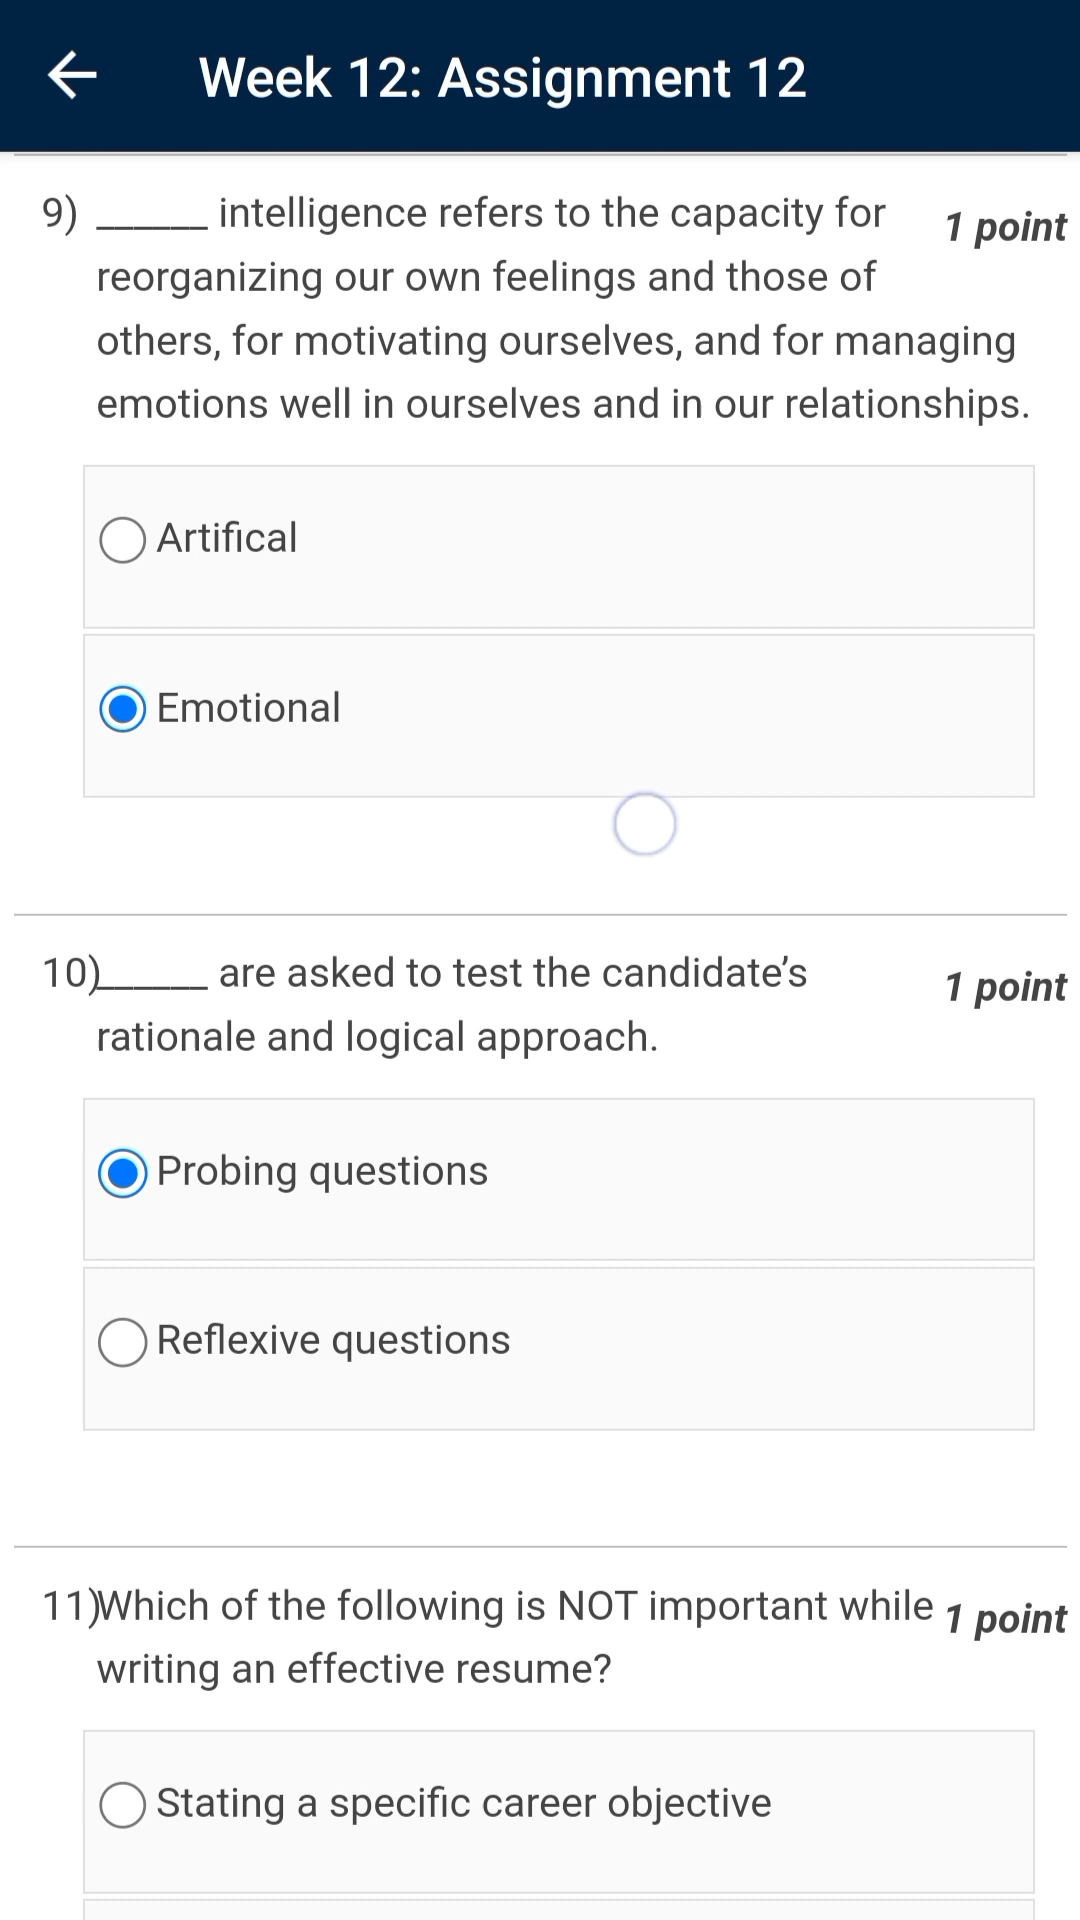 Week 12: Assignment 12
9) ______ intelligence refers to the capacity for
1 point
reorganizing our own feelings and those of
others, for motivating ourselves, and for managing
emotions well in ourselves and in our relationships.
Artifical
Emotional
10)______ are asked to test the candidate’s
1 point
rationale and logical approach.
Probing questions
Reflexive questions
11)Which of the following is NOT important while
1 point
writing an effective resume?
Stating a specific career objective